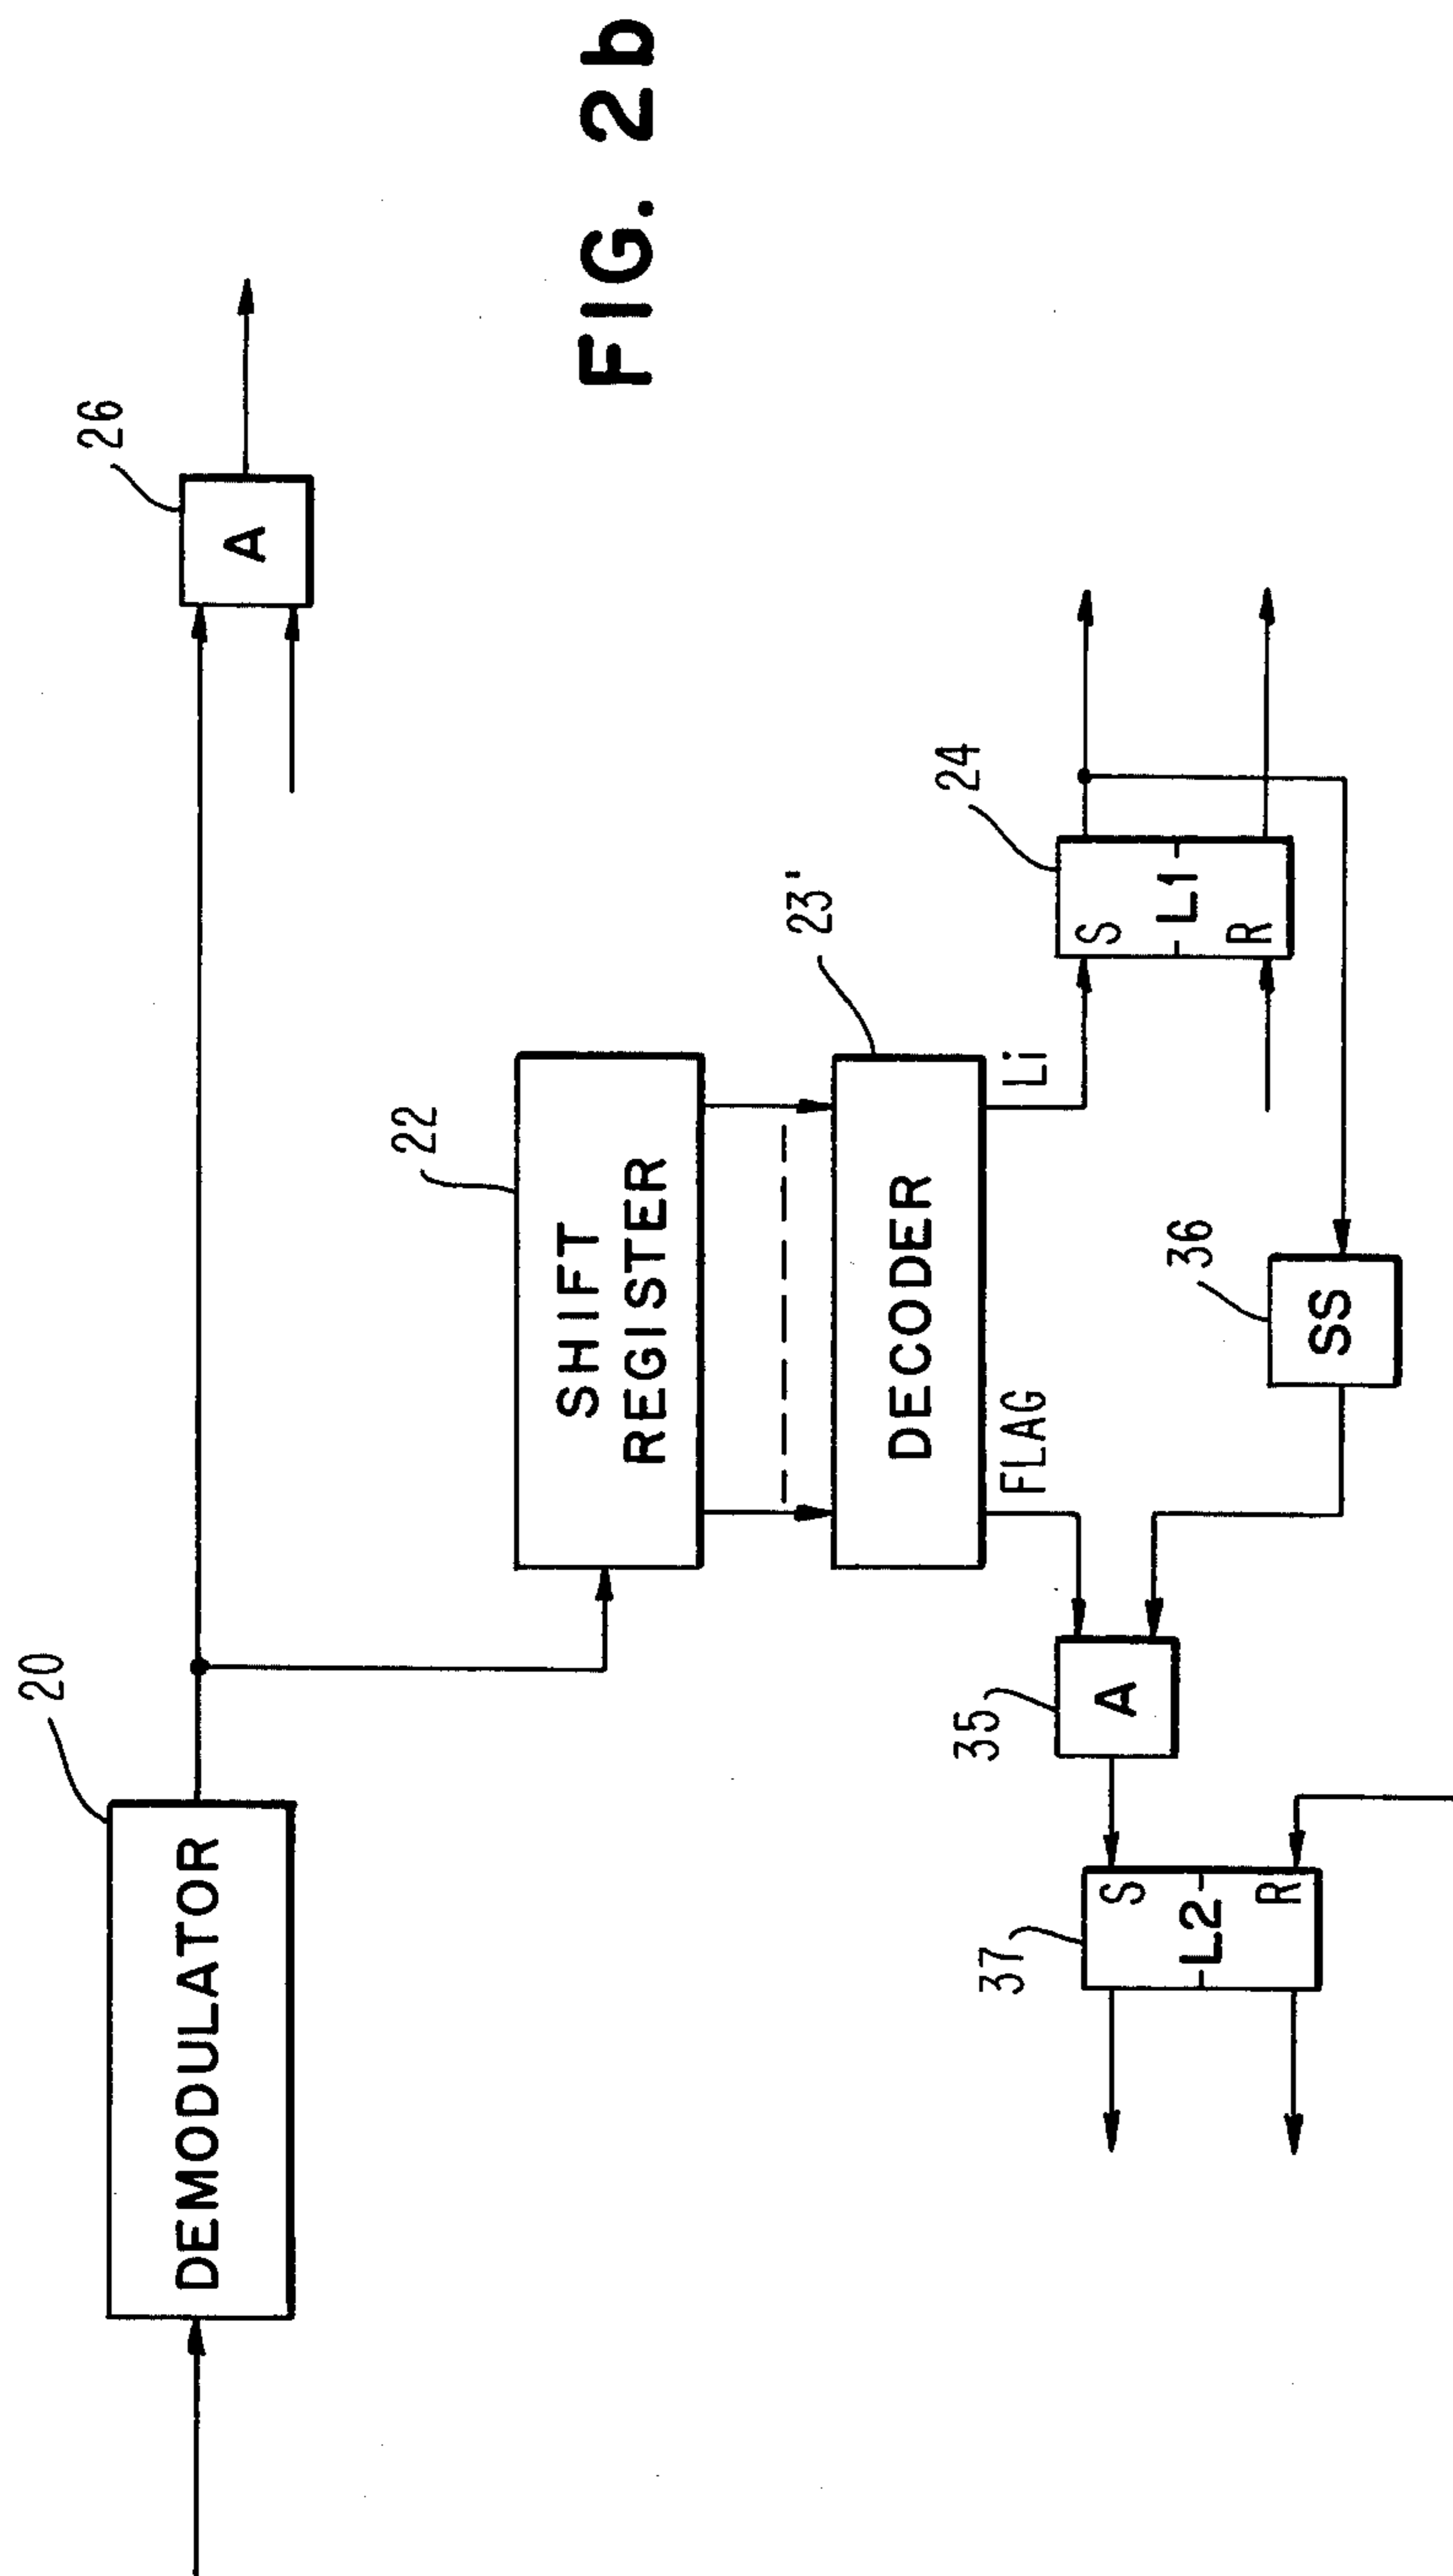 FIG. 2b
20
DEMODULATOR
26
A
22
SHIFT
REGISTER
23'
DECODER
FLAG
Li
24
S
L1
R
36
SS
35
A
37
S
L2
R